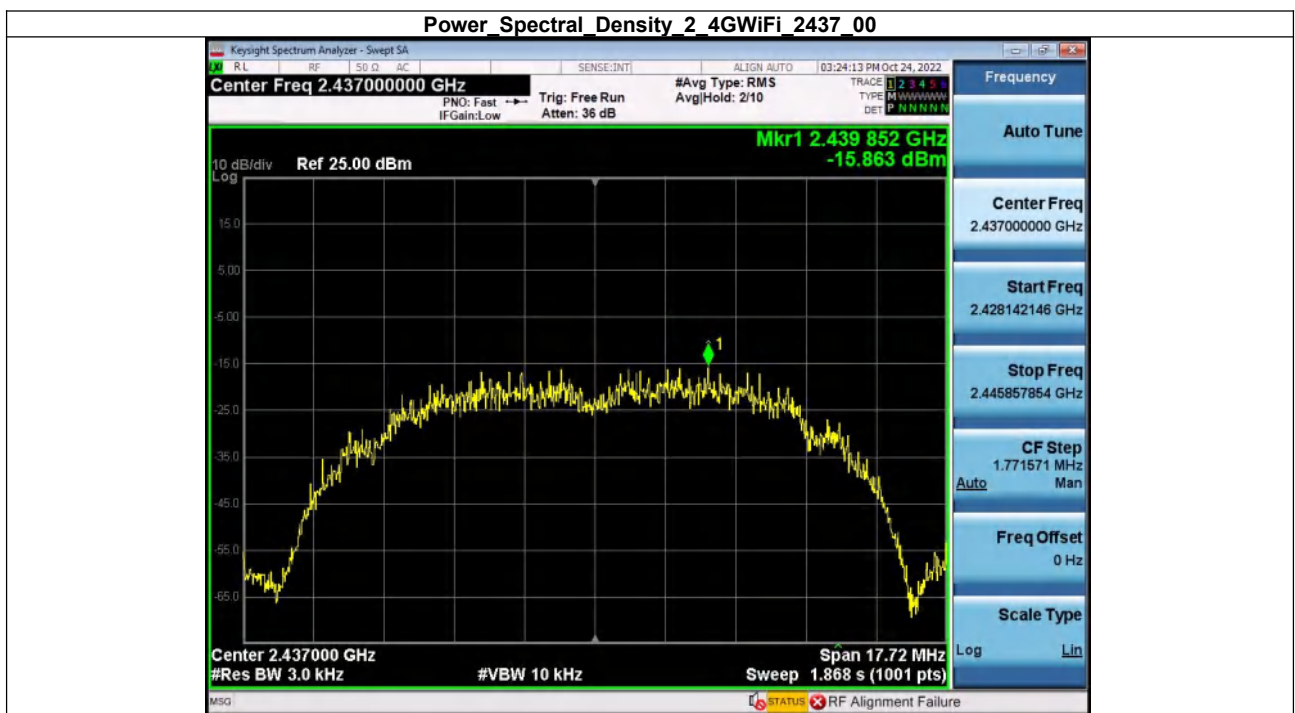 Power_Spectral_Density_2_4GWiFi_2437_00
Keysight Spectrum Analyzer - Swept SA
RL RF 50 Ω AC SENSE:INT ALIGN AUTO 03:24:13 PM Oct 24, 2022
Center Freq 2.437000000 GHz
PNO: Fast
IFGain:Low
Trig: Free Run
Atten: 36 dB
#Avg Type: RMS
Avg|Hold: 2/10
TRACE 1 2 3 4 5 6
TYPE M WWWWW
DET P N N N N N
Mkr1 2.439 852 GHz
-15.863 dBm
10 dB/div Ref 25.00 dBm
Log
15.0
5.00
-5.00
-15.0
-25.0
-35.0
-45.0
-55.0
-65.0
1
Center 2.437000 GHz Span 17.72 MHz
#Res BW 3.0 kHz #VBW 10 kHz Sweep 1.868 s (1001 pts)
MSG STATUS RF Alignment Failure
Frequency
Auto Tune
Center Freq
2.437000000 GHz
Start Freq
2.428142146 GHz
Stop Freq
2.445857854 GHz
CF Step
1.771571 MHz
Auto Man
Freq Offset
0 Hz
Scale Type
Log Lin